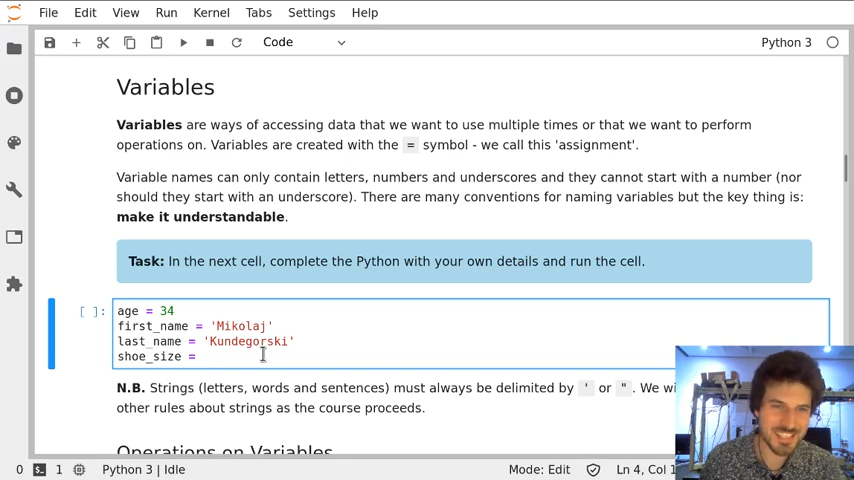 File Edit View Run Kernel Tabs Settings Help
Code Python 3
Variables
Variables are ways of accessing data that we want to use multiple times or that we want to perform
operations on. Variables are created with the = symbol - we call this 'assignment'.
Variable names can only contain letters, numbers and underscores and they cannot start with a number (nor
should they start with an underscore). There are many conventions for naming variables but the key thing is:
make it understandable.
Task: In the next cell, complete the Python with your own details and run the cell.
[ ]: age = 34
first_name = 'Mikolaj'
last_name = 'Kundegorski'
shoe_size =
N.B. Strings (letters, words and sentences) must always be delimited by ' or ". We wi
other rules about strings as the course proceeds.
Operations on Variables
0 1 Python 3 | Idle Mode: Edit Ln 4, Col 1